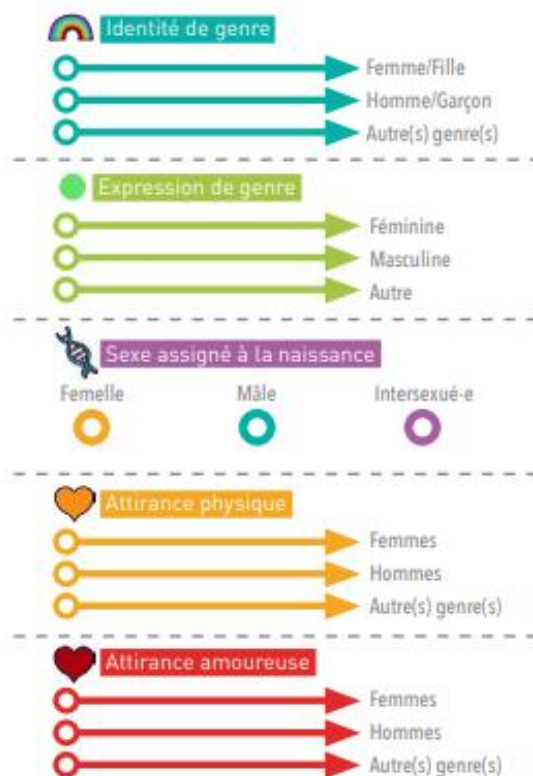 Identité de genre
Femme/Fille
Homme/Garçon
Autre(s) genre(s)
Expression de genre
Féminine
Masculine
Autre
Sexe assigné à la naissance
Femelle Mâle Intersexué-e
Attirance physique
Femmes
Hommes
Autre(s) genre(s)
Attirance amoureuse
Femmes
Hommes
Autre(s) genre(s)